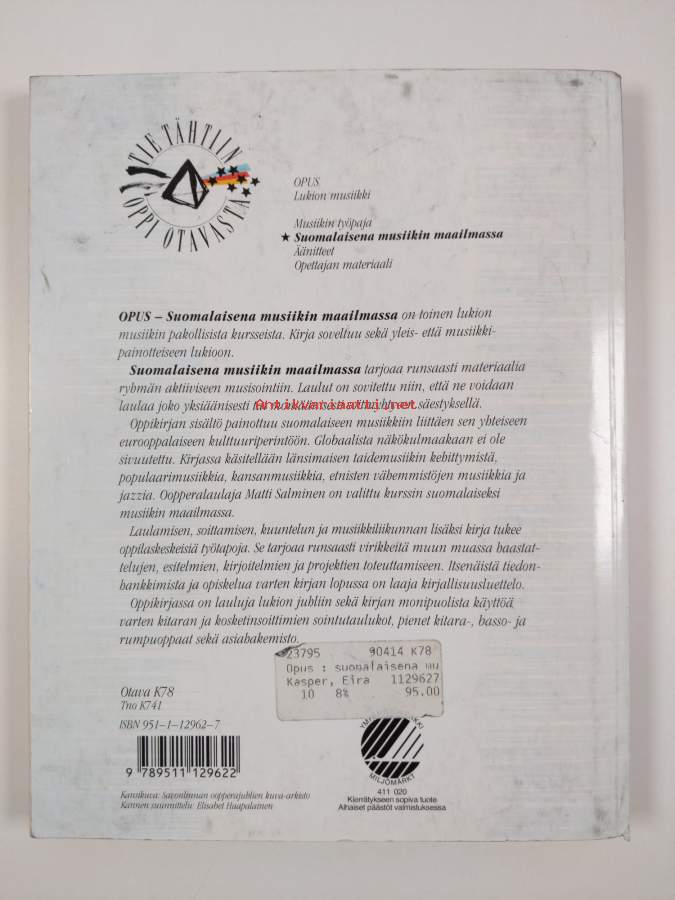 TIE TÄHTIIN
OPPI OTAVASTA
OPUS
Lukion musiikki
Musiikin työpaja
★ Suomalaisena musiikin maailmassa
Äänitteet
Opettajan materiaali
OPUS – Suomalaisena musiikin maailmassa on toinen lukion
musiikin pakollisista kursseista. Kirja soveltuu sekä yleis- että musiikki-
painotteiseen lukioon.
Suomalaisena musiikin maailmassa tarjoaa runsaasti materiaalia
ryhmän aktiiviseen musisointiin. Laulut on sovitettu niin, että ne voidaan
laulaa joko yksiäänisesti tai säestyksellä.
Antikvariaatti.net
Oppikirjan sisältö painottuu suomalaiseen musiikkiin liittäen sen yhteiseen
eurooppalaiseen kulttuuriperintöön. Globaalista näkökulmaakaan ei ole
sivuutettu. Kirjassa käsitellään länsimaisen taidemusiikin kehittymistä,
populaarimusiikkia, kansanmusiikkia, etnisten vähemmistöjen musiikkia ja
jazzia. Oopperalaulaja Matti Salminen on valittu kurssin suomalaiseksi
musiikin maailmassa.
Laulamisen, soittamisen, kuuntelun ja musiikkiliikunnan lisäksi kirja tukee
oppilaskeskeisiä työtapoja. Se tarjoaa runsaasti virikkeitä muun muassa haastat-
telujen, esitelmien, kirjoitelmien ja projektien toteuttamiseen. Itsenäistä tiedon-
hankkimista ja opiskelua varten kirjan lopussa on laaja kirjallisuusluettelo.
Oppikirjassa on lauluja lukion juhliin sekä kirjan monipuolista käyttöä
varten kitaran ja kosketinsoittimien sointutaulukot, pienet kitara-, basso- ja
rumpuoppaat sekä asiahakemisto.
23795 90414 K78
Opus : suomalaisena mu
Kasper, Eira 1129627
10 8% 95.00
Otava K78
Tno K741
ISBN 951–1–12962–7
9 789511 129622
MILJÖMÄRKT
411 020
Kierrätykseen sopiva tuote
Alhaiset päästöt valmistuksessa
Kansikuva: Savonlinnan oopperajuhlien kuva-arkisto
Kannen suunnittelu: Elisabet Haapalainen